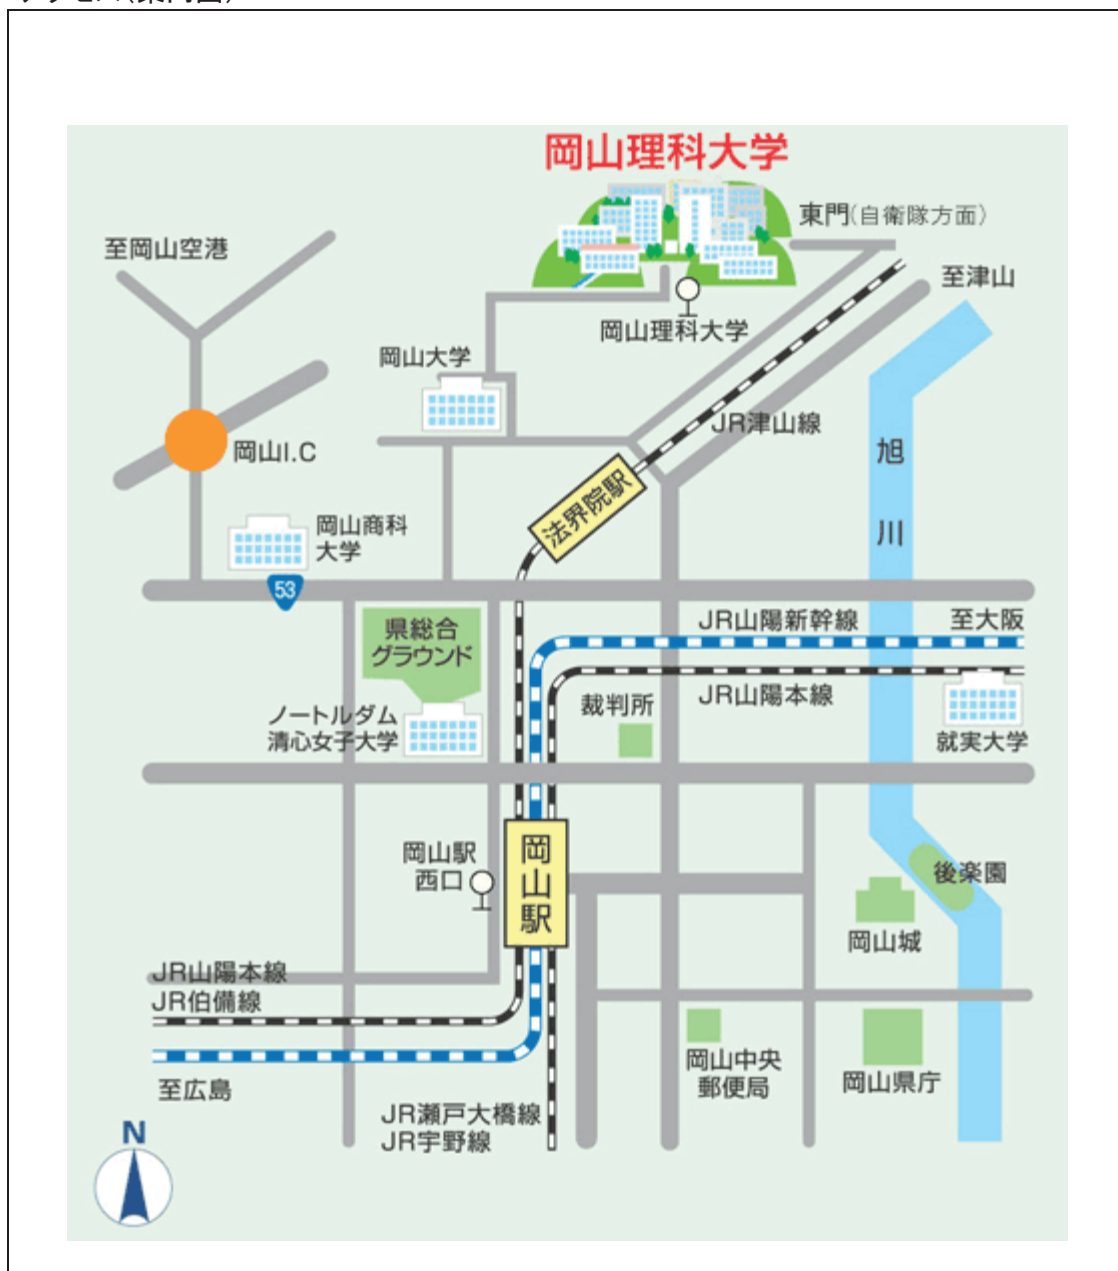 アクセス(案内図)
岡山理科大学
東門(自衛隊方面)
至岡山空港
至津山
岡山理科大学
岡山大学
JR津山線
岡山I.C
旭川
法界院駅
岡山商科
大学
53
県総合
グラウンド
JR山陽新幹線
至大阪
JR山陽本線
裁判所
ノートルダム
清心女子大学
就実大学
岡山駅
西口
岡山駅
後楽園
岡山城
JR山陽本線
JR伯備線
岡山中央
郵便局
岡山県庁
至広島
JR瀬戸大橋線
JR宇野線
N